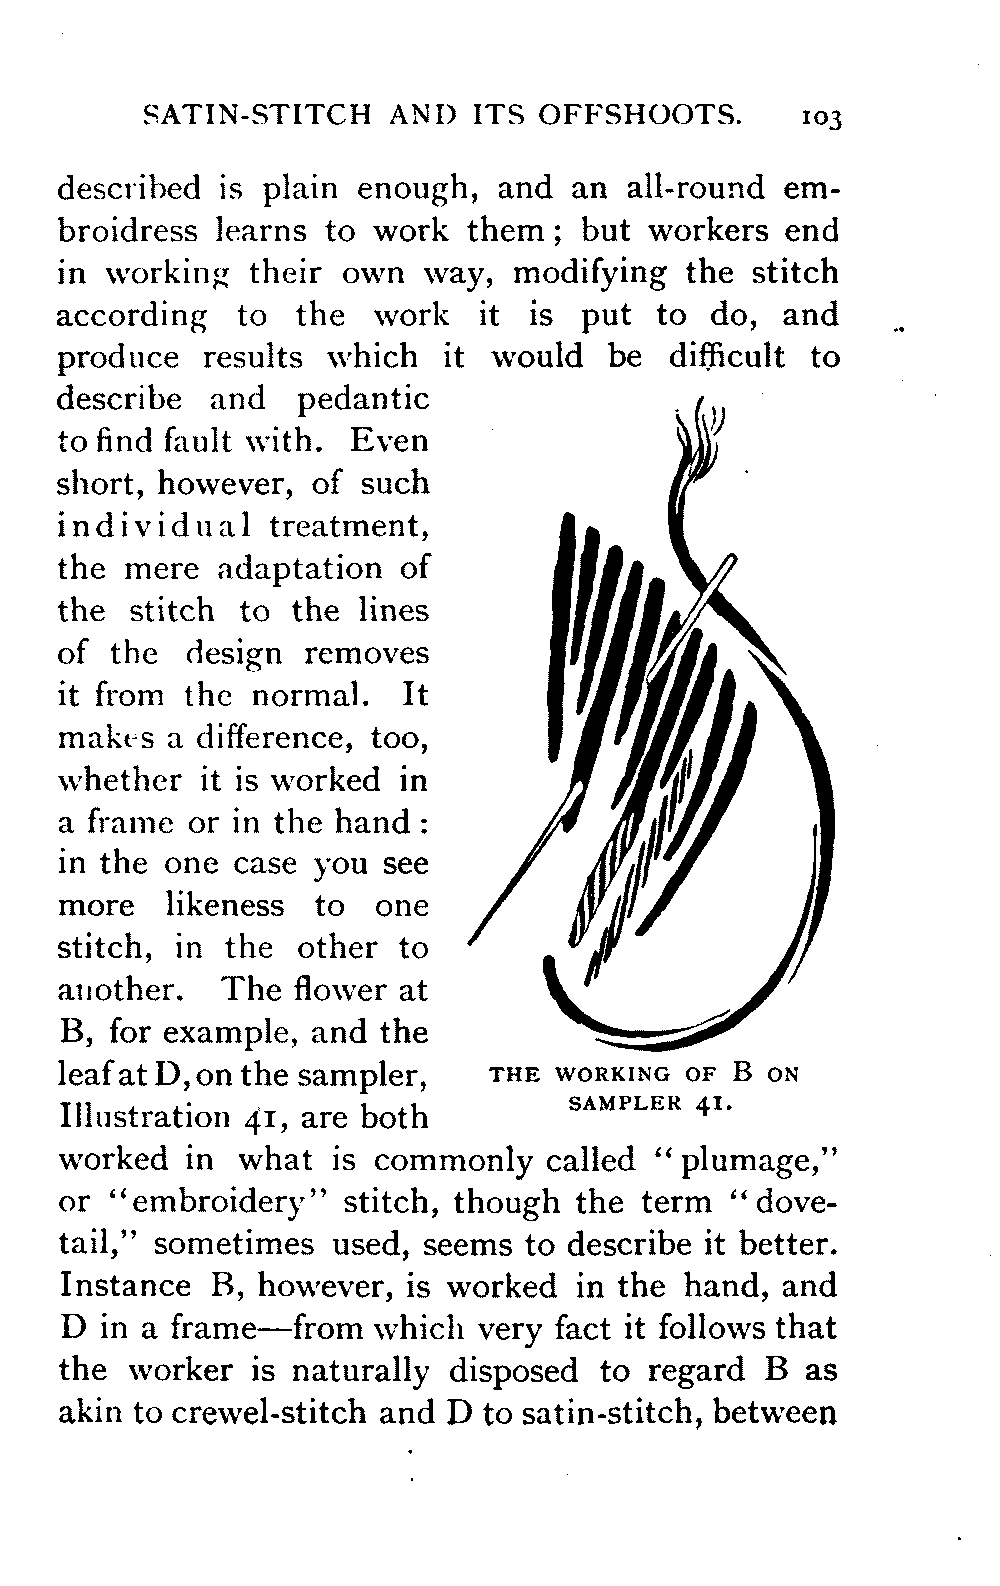 SATIN-STITCH AND ITS OFFSHOOTS. 103
described is plain enough, and an all-round em-
broidress learns to work them; but workers end
in working their own way, modifying the stitch
according to the work it is put to do, and
produce results which it would be difficult to
describe and pedantic
to find fault with. Even
short, however, of such
individual treatment,
the mere adaptation of
the stitch to the lines
of the design removes
it from the normal. It
makes a difference, too,
whether it is worked in
a frame or in the hand:
in the one case you see
more likeness to one
stitch, in the other to
another. The flower at
B, for example, and the
leaf at D, on the sampler,
Illustration 41, are both
THE WORKING OF B ON
SAMPLER 41.
worked in what is commonly called "plumage,"
or "embroidery" stitch, though the term "dove-
tail," sometimes used, seems to describe it better.
Instance B, however, is worked in the hand, and
D in a frame—from which very fact it follows that
the worker is naturally disposed to regard B as
akin to crewel-stitch and D to satin-stitch, between